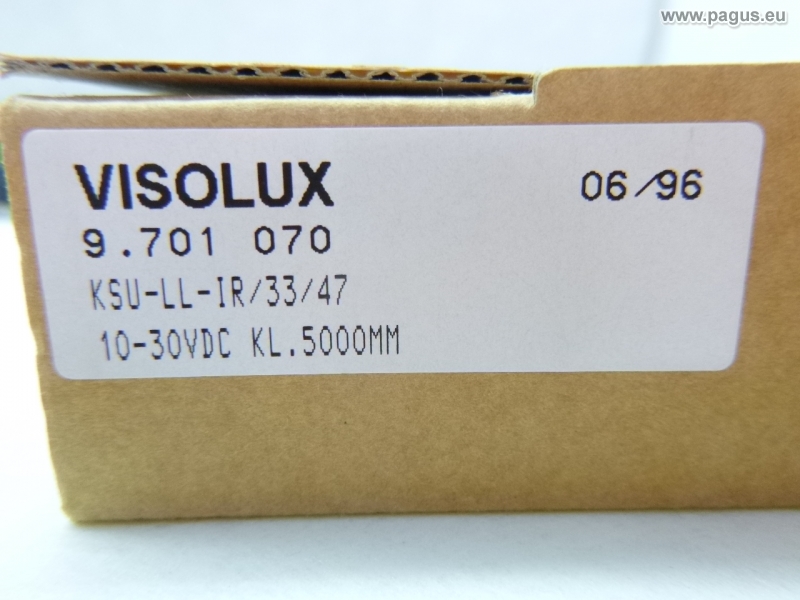 www.pagus.eu
VISOLUX
06/96
9.701 070
KSU-LL-IR/33/47
10-30VDC KL.5000MM